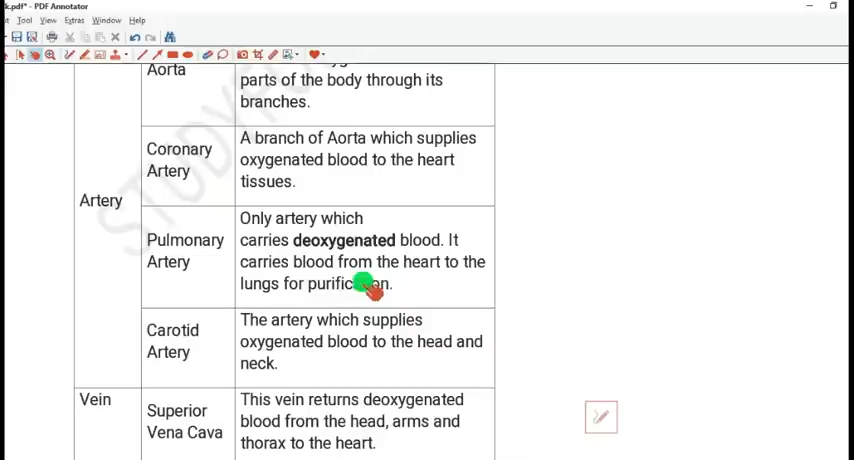 k.pdf* - PDF Annotator
Tool View Extras Window Help
Aorta
parts of the body through its
branches.
Artery
Coronary
Artery
A branch of Aorta which supplies
oxygenated blood to the heart
tissues.
Pulmonary
Artery
Only artery which
carries deoxygenated blood. It
carries blood from the heart to the
lungs for
Carotid
Artery
The artery which supplies
oxygenated blood to the head and
neck.
Vein
Superior
Vena Cava
This vein returns deoxygenated
blood from the head, arms and
thorax to the heart.